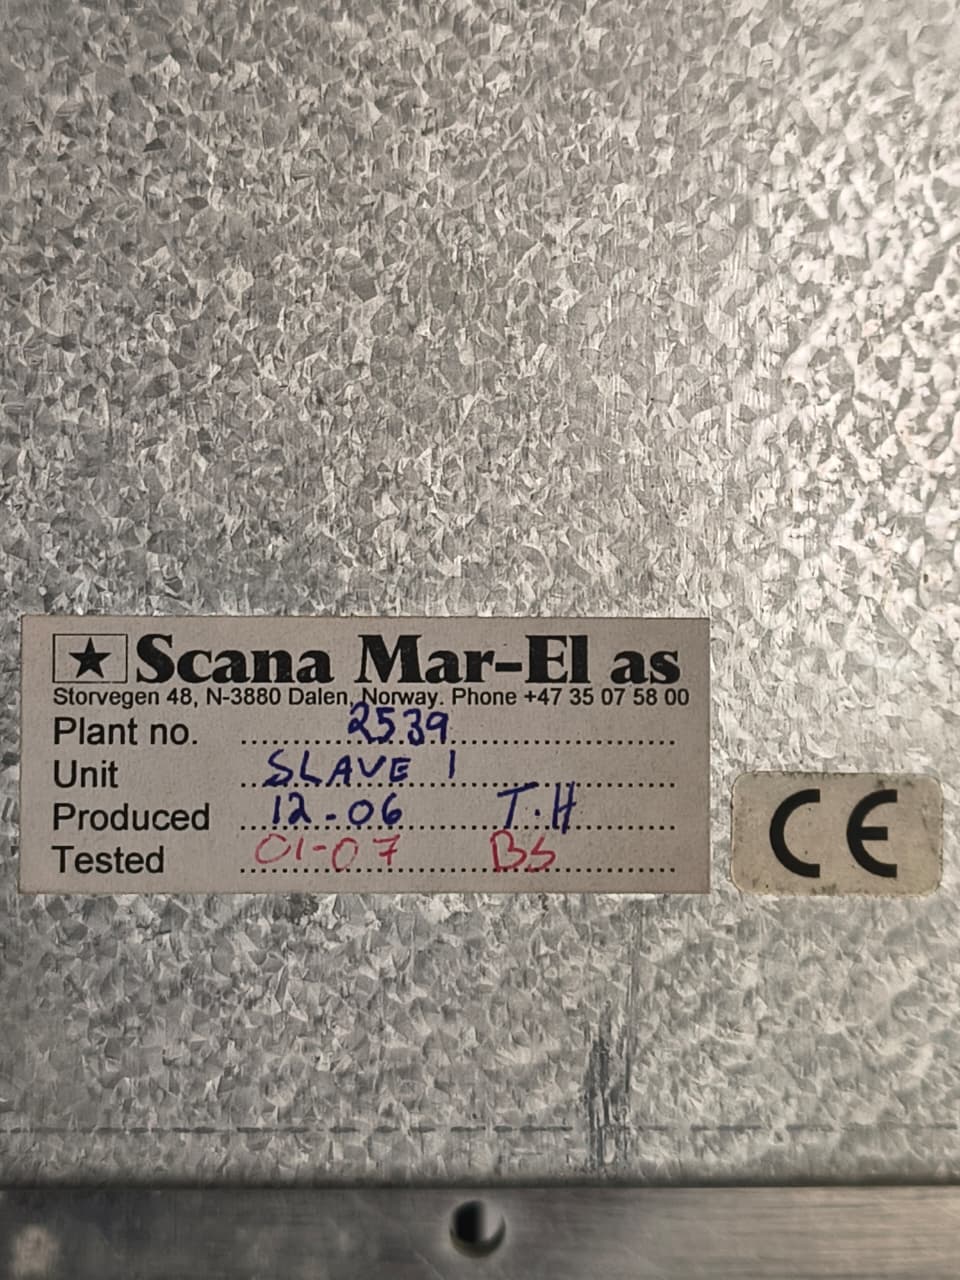 Scana Mar-El as
Storvegen 48, N-3880 Dalen, Norway. Phone +47 35 07 58 00
Plant no. 2539
Unit SLAVE 1
Produced 12-06 T.H
Tested 01-07 BS
CE